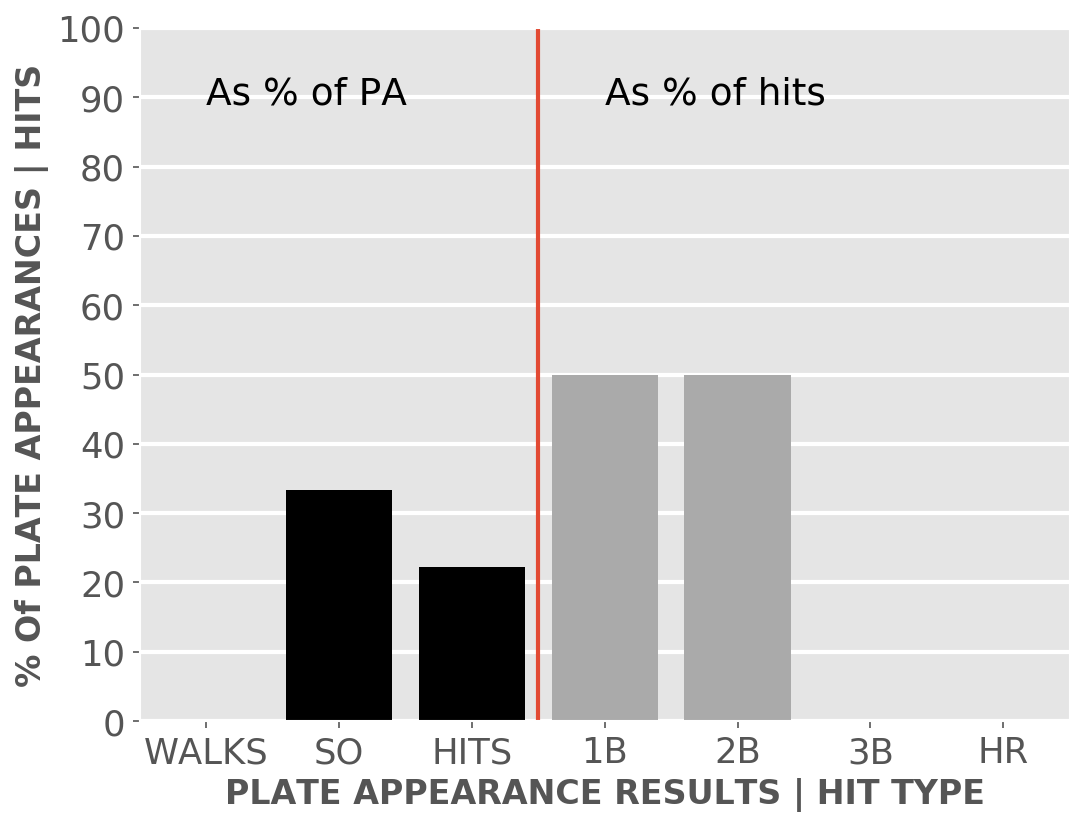 100
90
80
70
60
50
40
30
20
10
0
% Of PLATE APPEARANCES | HITS
As % of PA
As % of hits
WALKS SO HITS 1B 2B 3B HR
PLATE APPEARANCE RESULTS | HIT TYPE